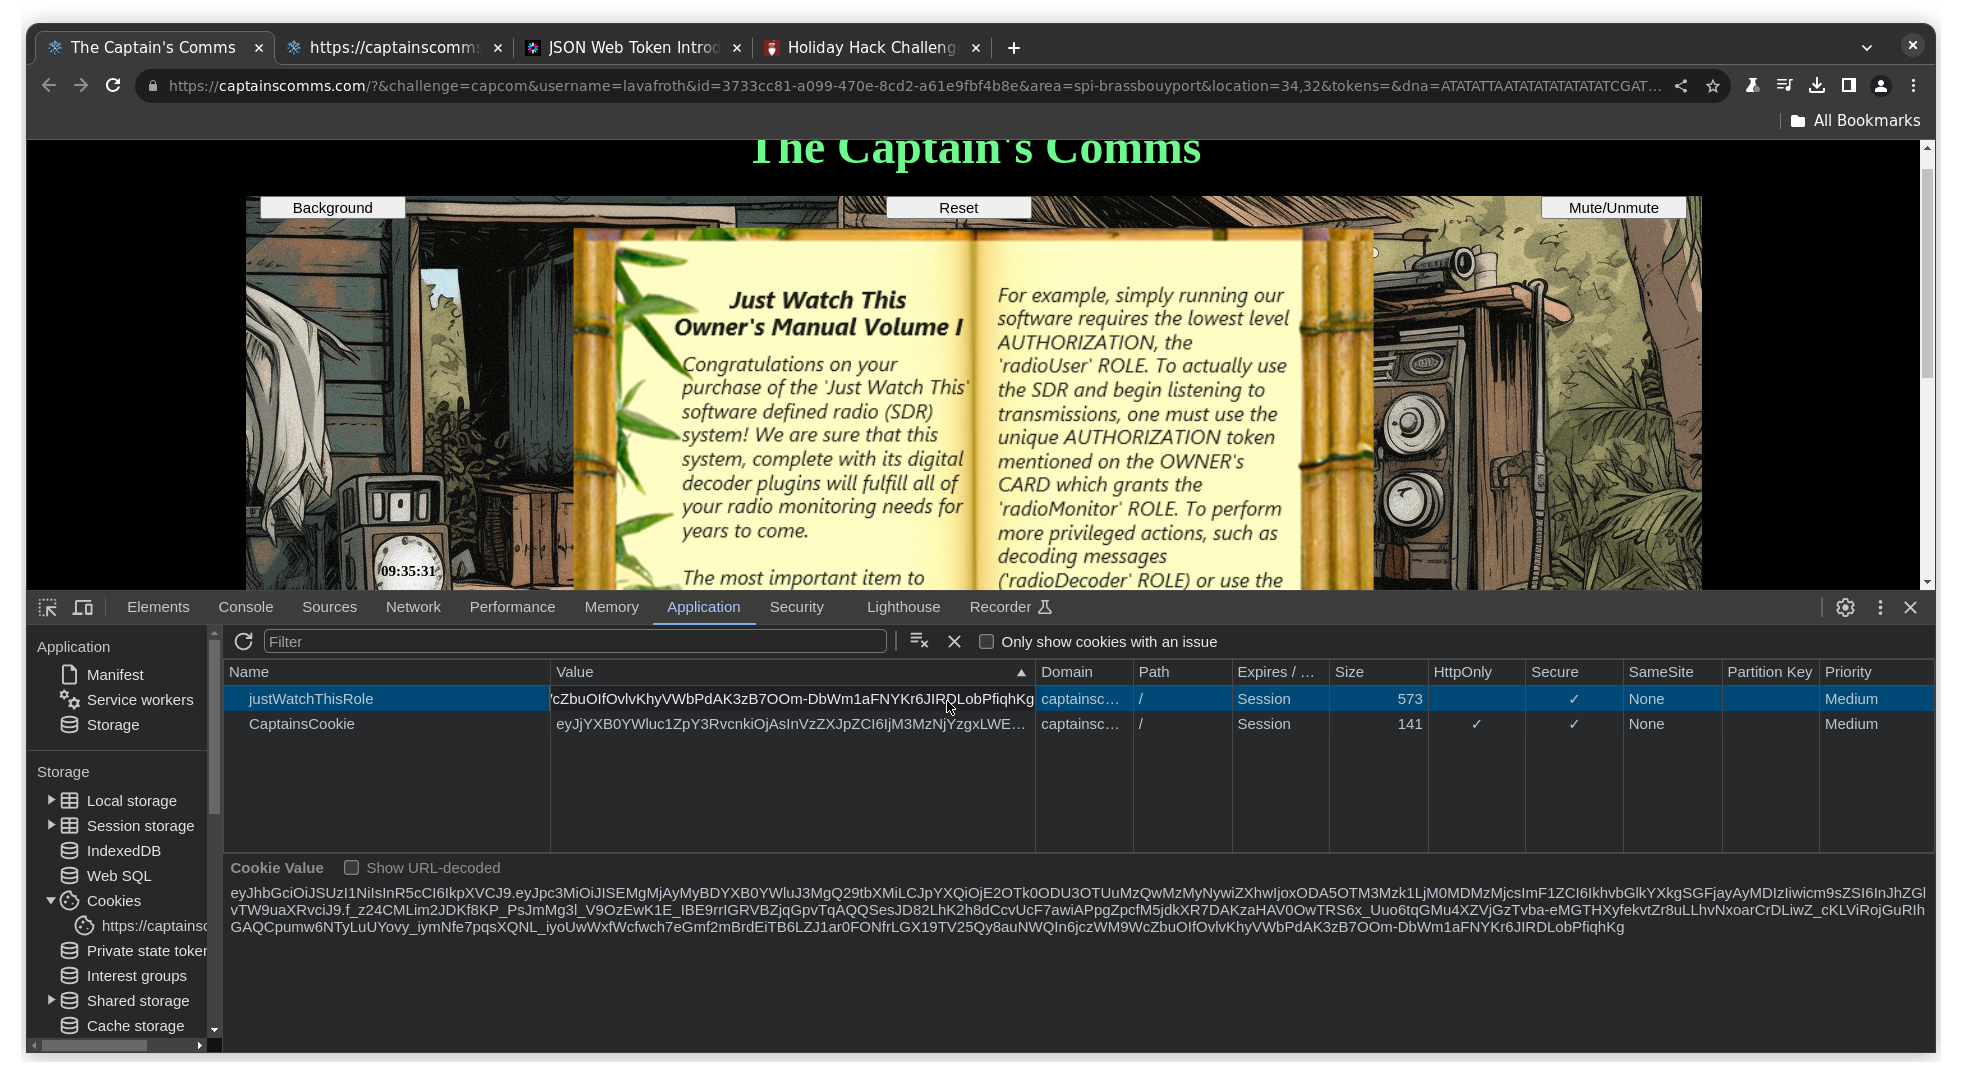 The Captain's Comms
https://captainscomms
JSON Web Token Introd
Holiday Hack Challeng
https://captainscomms.com/?&challenge=capcom&username=lavafroth&id=3733cc81-a099-470e-8cd2-a61e9fbf4b8e&area=spi-brassbouyport&location=34,32&tokens=&dna=ATATATTAATATATATATATATCGAT...
All Bookmarks
The Captain's Comms
Background
Reset
Mute/Unmute
Just Watch This
Owner's Manual Volume I
Congratulations on your
purchase of the 'Just Watch This'
software defined radio (SDR)
system! We are sure that this
system, complete with its digital
decoder plugins will fulfill all of
your radio monitoring needs for
years to come.
The most important item to
For example, simply running our
software requires the lowest level
AUTHORIZATION, the
'radioUser' ROLE. To actually use
the SDR and begin listening to
transmissions, one must use the
unique AUTHORIZATION token
mentioned on the OWNER's
CARD which grants the
'radioMonitor' ROLE. To perform
more privileged actions, such as
decoding messages
('radioDecoder' ROLE) or use the
09:35:31
Elements Console Sources Network Performance Memory Application Security Lighthouse Recorder
Application
Manifest
Service workers
Storage
Storage
Local storage
Session storage
IndexedDB
Web SQL
Cookies
https://captainsc
Private state token
Interest groups
Shared storage
Cache storage
Filter
Only show cookies with an issue
Name Value Domain Path Expires / ... Size HttpOnly Secure SameSite Partition Key Priority
justWatchThisRole cZbuOIfOvlvKhyVWbPdAK3zB7OOm-DbWm1aFNYKr6JIRDLobPfiqhKg captainsc... / Session 573 ✓ None Medium
CaptainsCookie eyJjYXB0YWluc1ZpY3RvcnkiOjAsInVzZXJpZCI6IjM3MzNjYzgxLWE... captainsc... / Session 141 ✓ ✓ None Medium
Cookie Value Show URL-decoded
eyJhbGciOiJSUzI1NiIsInR5cCI6IkpXVCJ9.eyJpc3MiOiJISEMgMjAyMyBDYXB0YWluJ3MgQ29tbXMiLCJpYXQiOjE2OTk0ODU3OTUuMzQwMzMyNywiZXhwIjoxODA5OTM3Mzk1LjM0MDMzMjcsImF1ZCI6IkhvbGlkYXkgSGFjayAyMDIzIiwicm9sZSI6InJhZGl
vTW9uaXRvciJ9.f_z24CMLim2JDKf8KP_PsJmMg3l_V9OzEwK1E_IBE9rrIGRVBZjqGpvTqAQQSesJD82LhK2h8dCcvUcF7awiAPpgZpcfM5jdkXR7DAKzaHAV0OwTRS6x_Uuo6tqGMu4XZVjGzTvba-eMGTHXyfekvtZr8uLLhvNxoarCrDLiwZ_cKLViRojGuRIh
GAQCpumw6NTyLuUYovy_iymNfe7pqsXQNL_iyoUwWxfWcfwch7eGmf2mBrdEiTB6LZJ1ar0FONfrLGX19TV25Qy8auNWQIn6jczWM9WcZbuOIfOvlvKhyVWbPdAK3zB7OOm-DbWm1aFNYKr6JIRDLobPfiqhKg